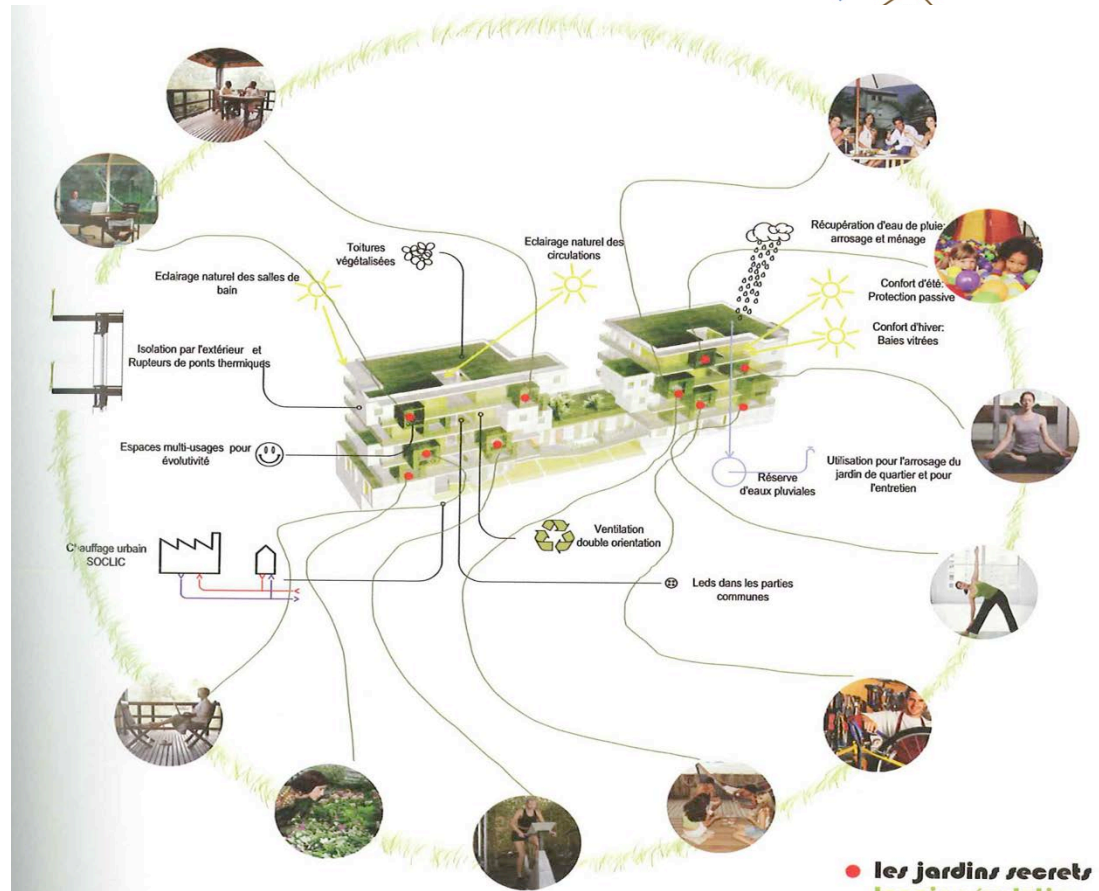 Toitures
végétalisées
Eclairage naturel des
circulations
Récupération d'eau de pluie:
arrosage et ménage
Eclairage naturel des salles de
bain
Confort d'été:
Protection passive
Confort d'hiver:
Baies vitrées
Isolation par l'extérieur et
Rupteurs de ponts thermiques
Espaces multi-usages pour
évolutivité
Réserve
d'eaux pluviales
Utilisation pour l'arrosage du
jardin de quartier et pour
l'entretien
Chauffage urbain
SOCLIC
Ventilation
double orientation
Leds dans les parties
communes
les jardins secrets